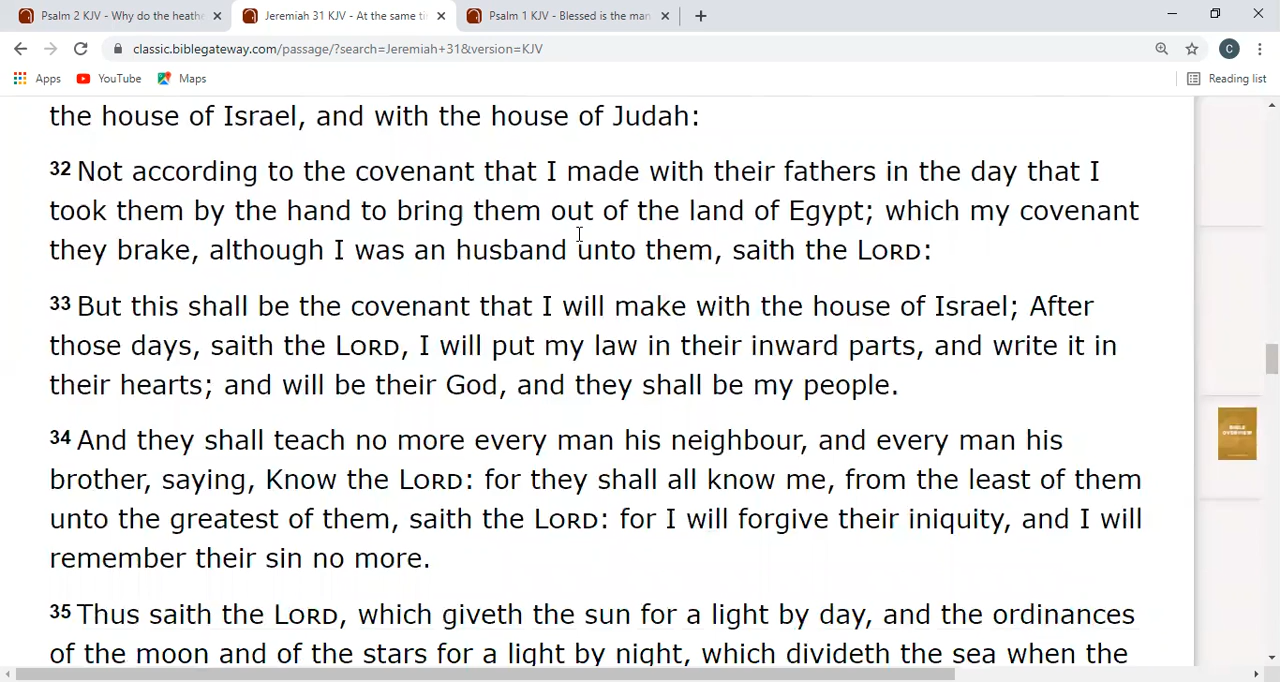 Psalm 2 KJV - Why do the heathe
Jeremiah 31 KJV - At the same ti
Psalm 1 KJV - Blessed is the man
classic.biblegateway.com/passage/?search=Jeremiah+31&version=KJV
C
Apps
YouTube
Maps
Reading list
the house of Israel, and with the house of Judah:
32 Not according to the covenant that I made with their fathers in the day that I
took them by the hand to bring them out of the land of Egypt; which my covenant
they brake, although I was an husband unto them, saith the LORD:
33 But this shall be the covenant that I will make with the house of Israel; After
those days, saith the LORD, I will put my law in their inward parts, and write it in
their hearts; and will be their God, and they shall be my people.
34 And they shall teach no more every man his neighbour, and every man his
brother, saying, Know the LORD: for they shall all know me, from the least of them
unto the greatest of them, saith the LORD: for I will forgive their iniquity, and I will
remember their sin no more.
BIBLE
OVERVIEW
35 Thus saith the LORD, which giveth the sun for a light by day, and the ordinances
of the moon and of the stars for a light by night, which divideth the sea when the